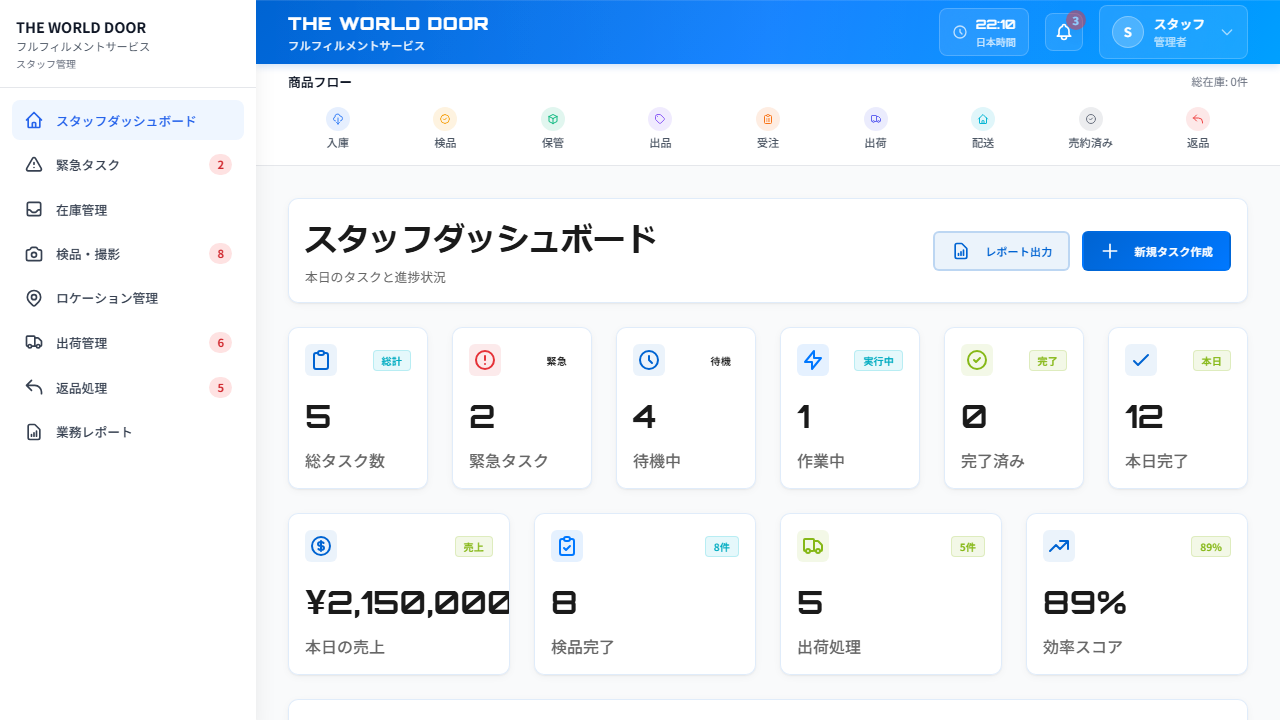 THE WORLD DOOR
フルフィルメントサービス
スタッフ管理
スタッフダッシュボード
緊急タスク
2
在庫管理
検品・撮影
8
ロケーション管理
出荷管理
6
返品処理
5
業務レポート
THE WORLD DOOR
フルフィルメントサービス
22:10
日本時間
3
S
スタッフ
管理者
商品フロー
総在庫: 0件
入庫
検品
保管
出品
受注
出荷
配送
売約済み
返品
スタッフダッシュボード
本日のタスクと進捗状況
レポート出力
新規タスク作成
総計
5
総タスク数
緊急
2
緊急タスク
待機
4
待機中
実行中
1
作業中
完了
0
完了済み
本日
12
本日完了
売上
¥2,150,000
本日の売上
8件
8
検品完了
5件
5
出荷処理
89%
89%
効率スコア